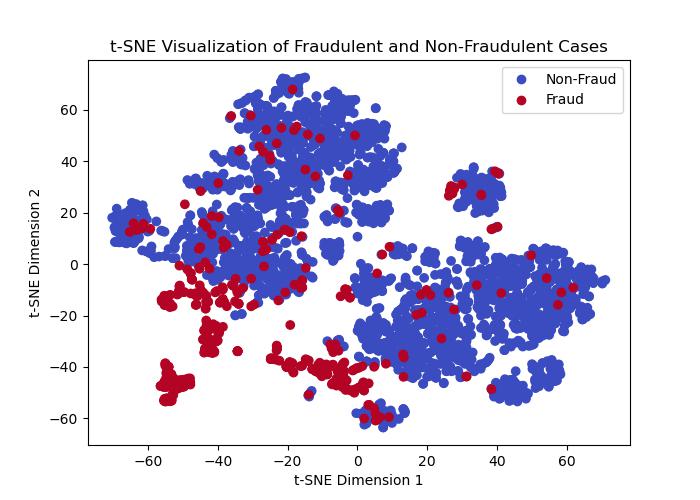 t-SNE Visualization of Fraudulent and Non-Fraudulent Cases
Non-Fraud
Fraud
60
40
20
0
−20
−40
−60
t-SNE Dimension 2
−60 −40 −20 0 20 40 60
t-SNE Dimension 1